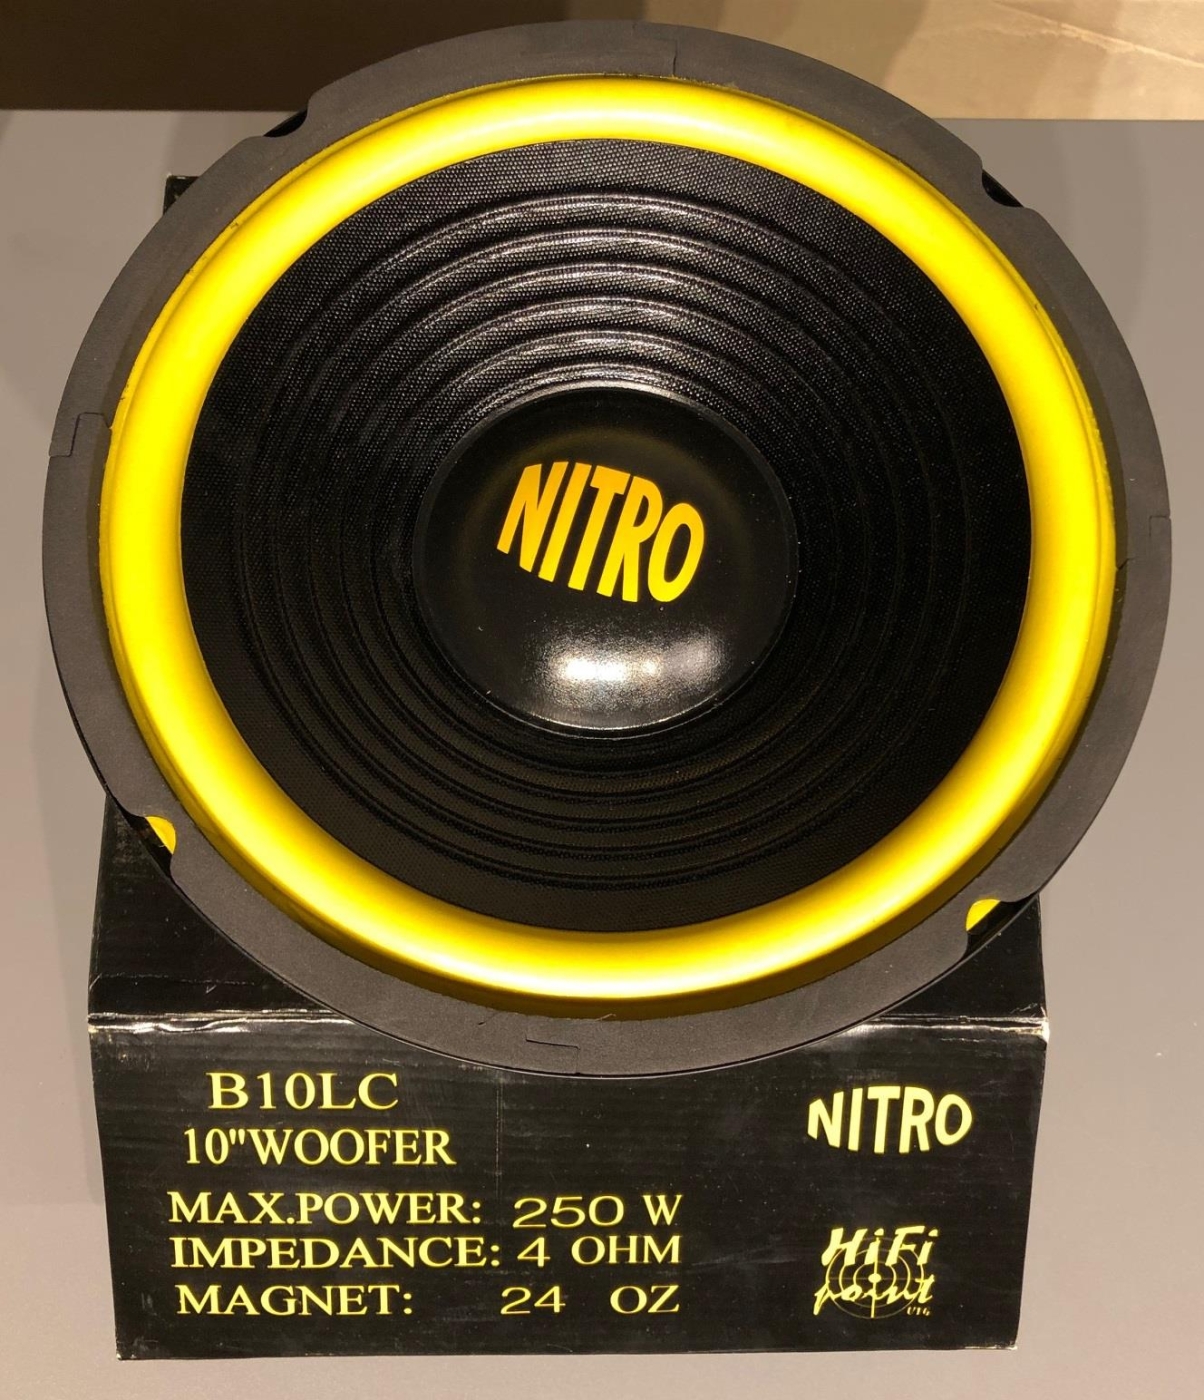 NITRO
B10LC
10"WOOFER
MAX.POWER: 250 W
IMPEDANCE: 4 OHM
MAGNET: 24 OZ
NITRO
HiFi
point